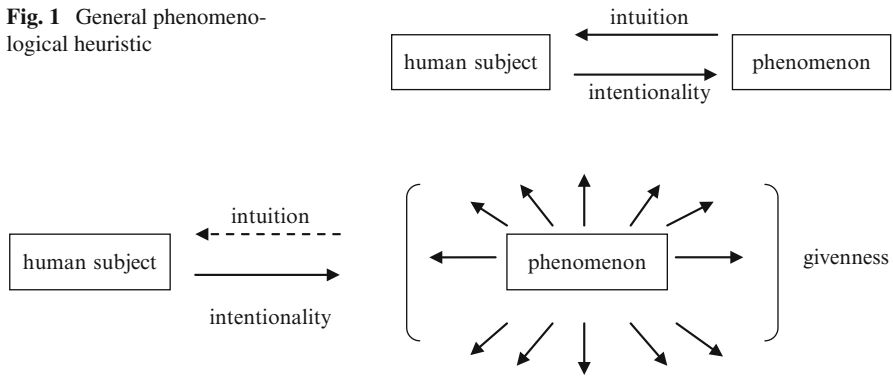 Fig. 1 General phenomeno-
logical heuristic
intuition
human subject
phenomenon
intentionality
intuition
human subject
phenomenon
givenness
intentionality